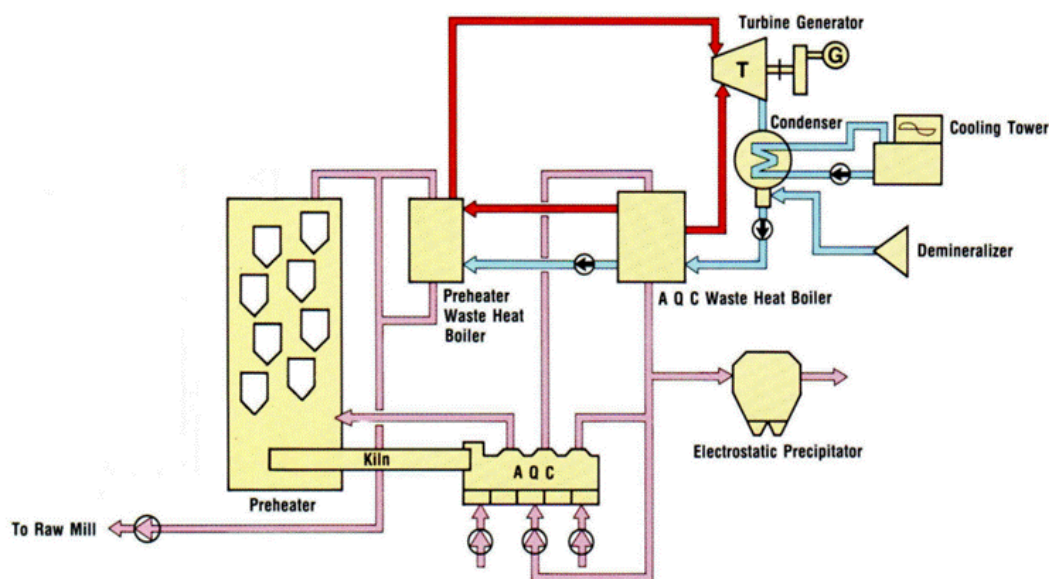 Turbine Generator
T
G
Condenser
Cooling Tower
Demineralizer
Preheater
Waste Heat
Boiler
A Q C Waste Heat Boiler
Electrostatic Precipitator
Kiln
A Q C
Preheater
To Raw Mill